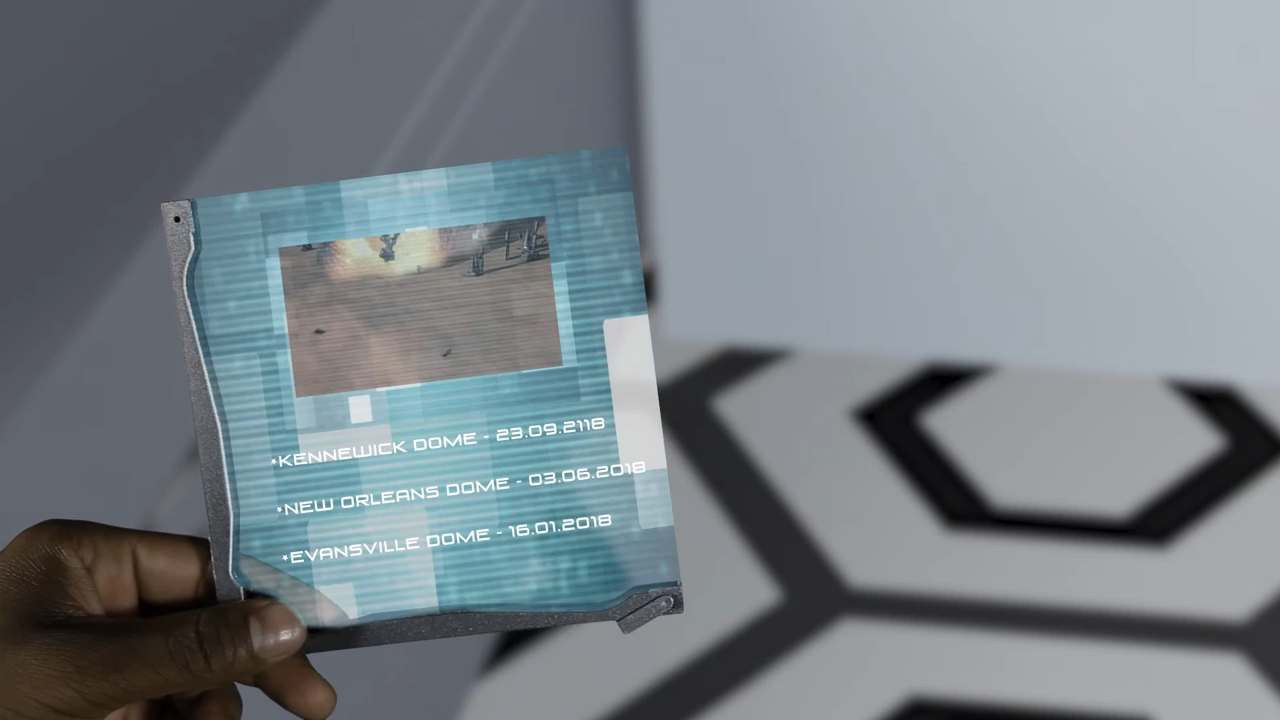 *KENNEWICK DOME - 23.09.2118
*NEW ORLEANS DOME - 03.06.2018
*EVANSVILLE DOME - 16.01.2018